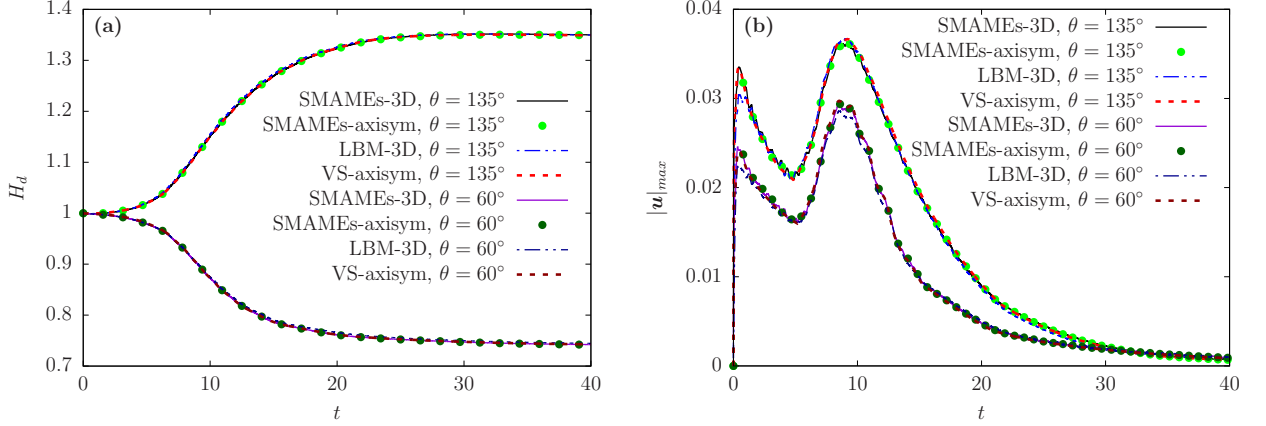 (a)
1.4
1.3
1.2
1.1
1
0.9
0.8
0.7
H_d
SMAMEs-3D, θ = 135°
SMAMEs-axisym, θ = 135°
LBM-3D, θ = 135°
VS-axisym, θ = 135°
SMAMEs-3D, θ = 60°
SMAMEs-axisym, θ = 60°
LBM-3D, θ = 60°
VS-axisym, θ = 60°
0 10 20 30 40
t
(b)
0.04
0.03
0.02
0.01
0
|u|_max
SMAMEs-3D, θ = 135°
SMAMEs-axisym, θ = 135°
LBM-3D, θ = 135°
VS-axisym, θ = 135°
SMAMEs-3D, θ = 60°
SMAMEs-axisym, θ = 60°
LBM-3D, θ = 60°
VS-axisym, θ = 60°
0 10 20 30 40
t